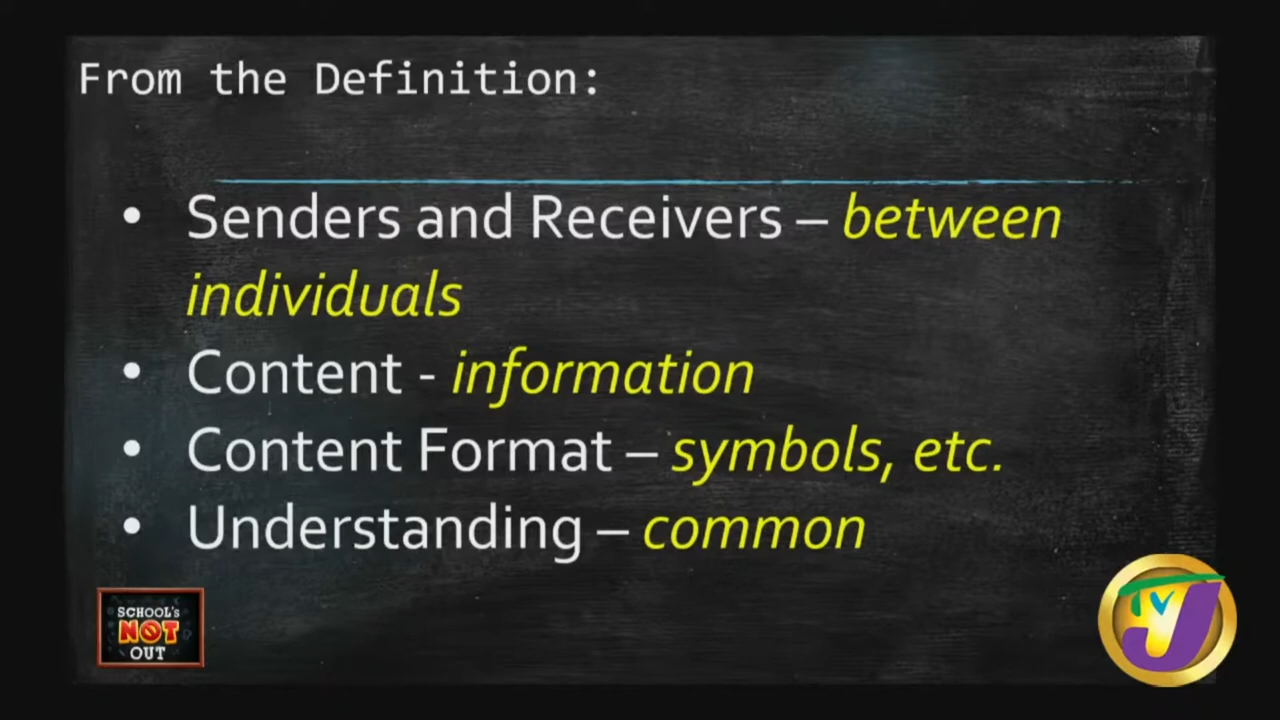 From the Definition:
• Senders and Receivers – between
individuals
• Content - information
• Content Format – symbols, etc.
• Understanding – common
SCHOOL's
NOT
OUT
TVJ